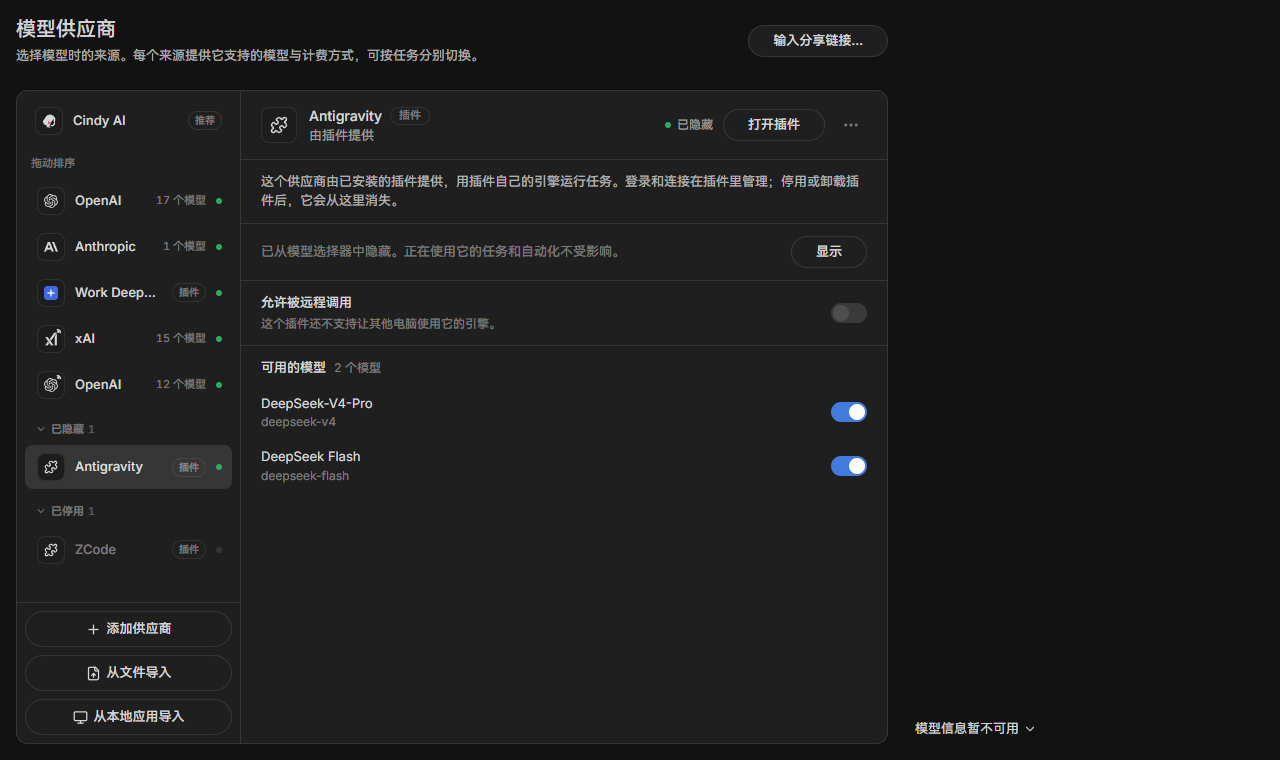 模型供应商
选择模型时的来源。每个来源提供它支持的模型与计费方式，可按任务分别切换。
输入分享链接...
Cindy AI 推荐
拖动排序
OpenAI 17 个模型
Anthropic 1 个模型
Work Deep... 插件
xAI 15 个模型
OpenAI 12 个模型
已隐藏 1
Antigravity 插件
已停用 1
ZCode 插件
添加供应商
从文件导入
从本地应用导入
Antigravity 插件
由插件提供
已隐藏 打开插件
这个供应商由已安装的插件提供，用插件自己的引擎运行任务。登录和连接在插件里管理；停用或卸载插
件后，它会从这里消失。
已从模型选择器中隐藏。正在使用它的任务和自动化不受影响。 显示
允许被远程调用
这个插件还不支持让其他电脑使用它的引擎。
可用的模型 2 个模型
DeepSeek-V4-Pro
deepseek-v4
DeepSeek Flash
deepseek-flash
模型信息暂不可用